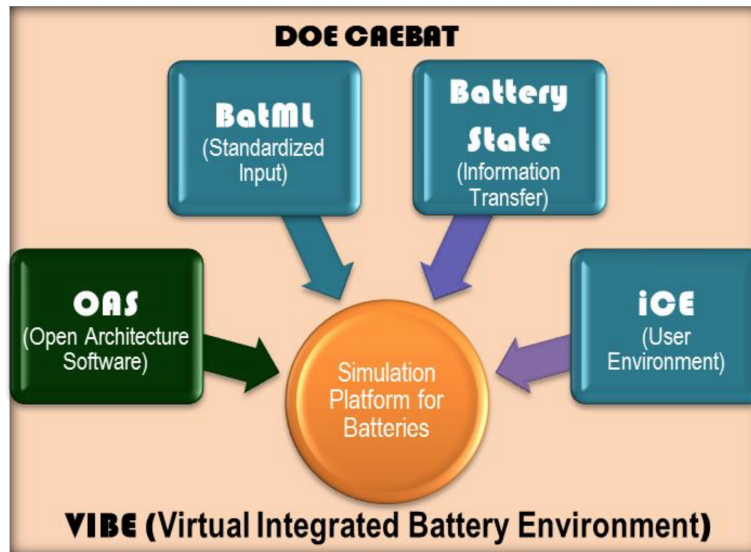 DOE CAEBAT
BatML
(Standardized
Input)
Battery
State
(Information
Transfer)
OAS
(Open Architecture
Software)
iCE
(User
Environment)
Simulation
Platform for
Batteries
VIBE (Virtual Integrated Battery Environment)